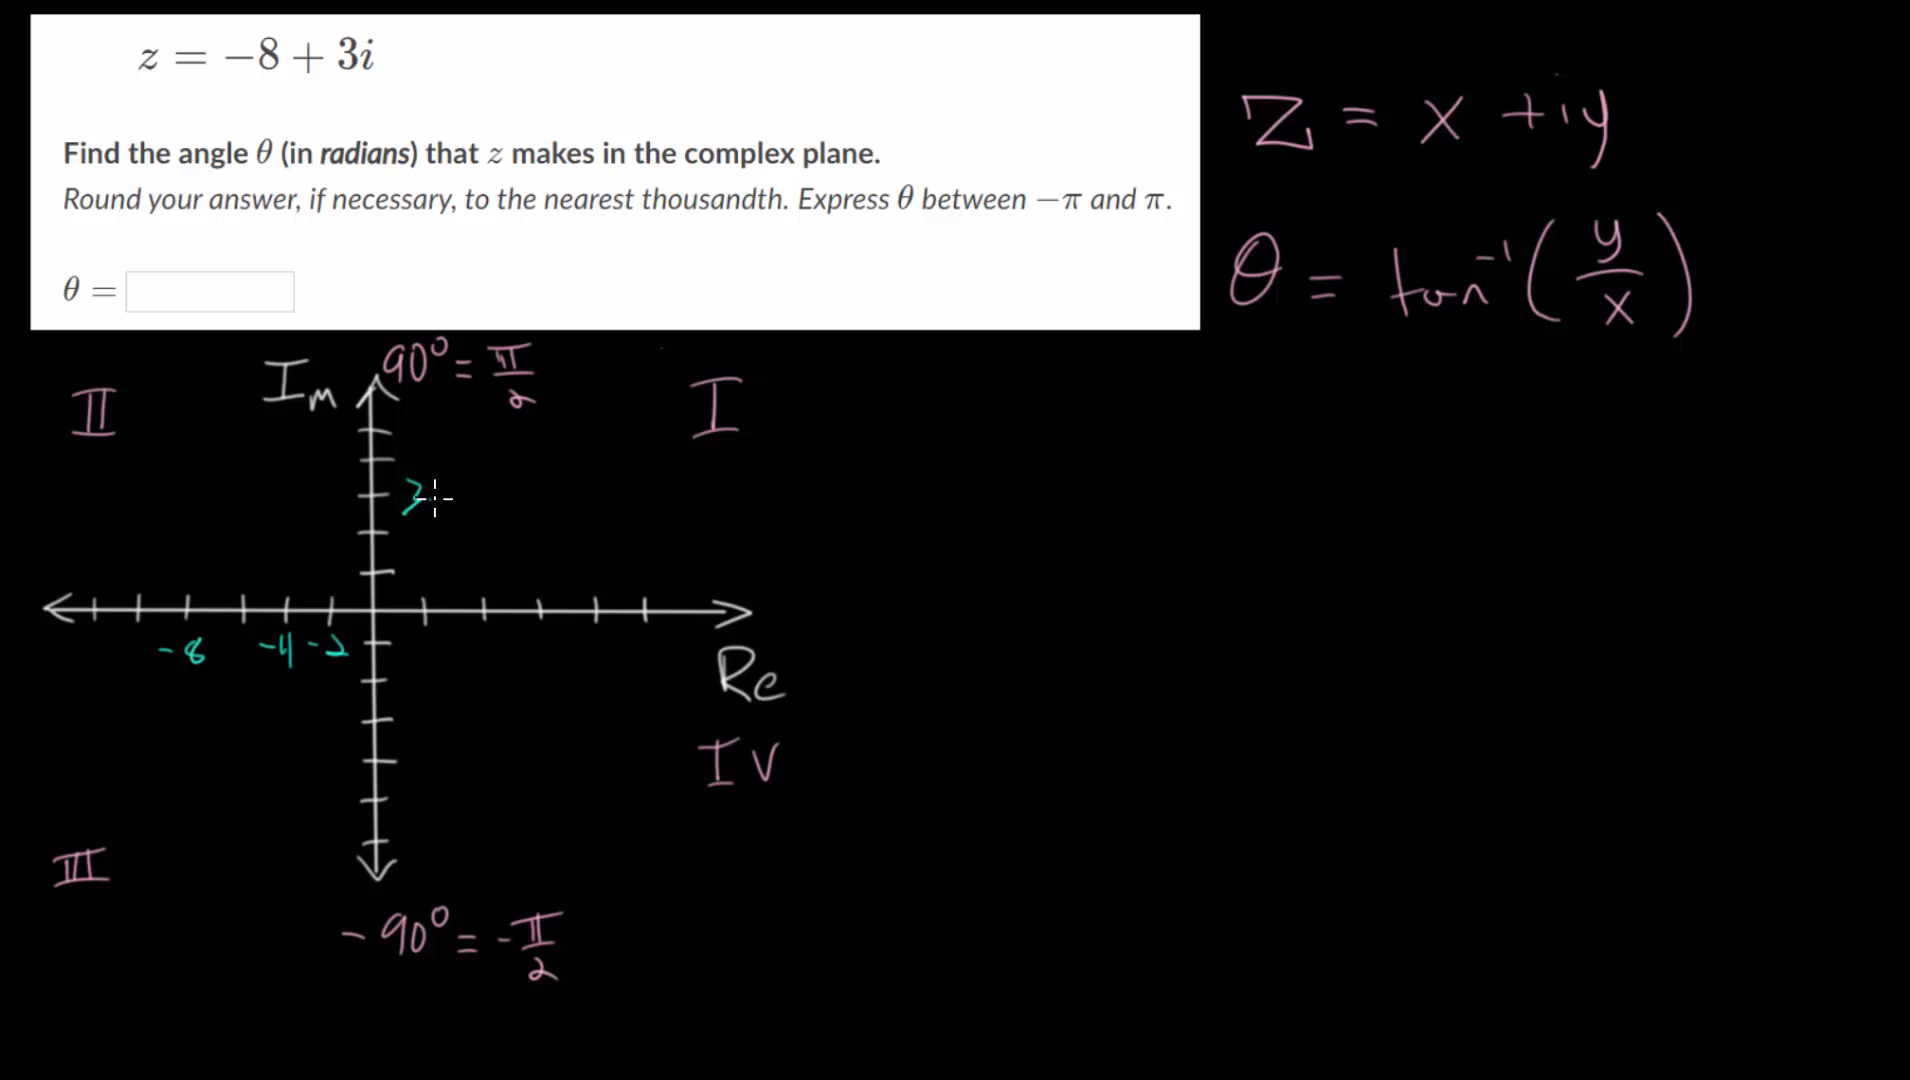 z = −8 + 3i
Find the angle θ (in radians) that z makes in the complex plane.
Round your answer, if necessary, to the nearest thousandth. Express θ between −π and π.
θ =
Z = x + iy
θ = tan⁻¹(y/x)
90° = π/2
Im
II
I
3
-8 -4 -2
Re
IV
III
-90° = -π/2